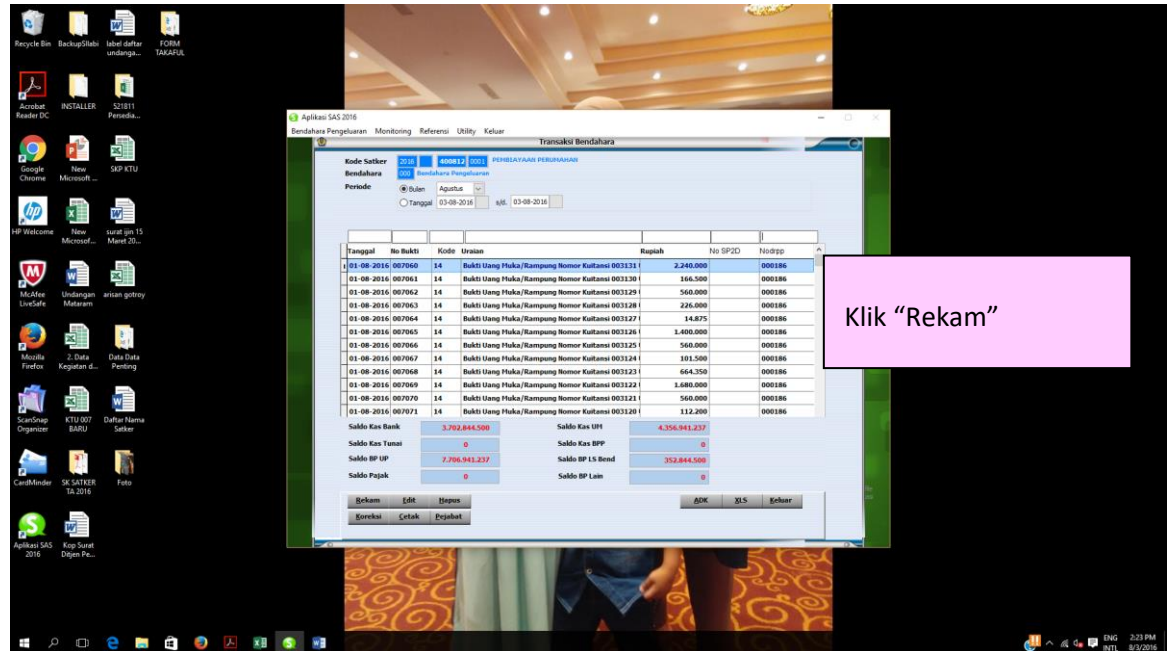 Recycle Bin
BackupSIlabi
label daftar undanga...
FORM TAKAFUL
Acrobat Reader DC
INSTALLER
521811 Persedia...
Google Chrome
New Microsoft ...
SKP KTU
HP Welcome
New Microsof...
surat ijin 15 Maret 20...
McAfee LiveSafe
Undangan Mataram
arisan gotroy
Mozilla Firefox
2. Data Kegiatan d...
Data Data Penting
ScanSnap Organizer
KTU 007 BARU
Daftar Nama Satker
CardMinder
SK SATKER TA 2016
Foto
Aplikasi SAS 2016
Kop Surat Ditjen Pe...
Aplikasi SAS 2016
Bendahara Pengeluaran Monitoring Referensi Utility Keluar
Transaksi Bendahara
Kode Satker 2016 400812 0001 PEMBIAYAAN PERUMAHAN
Bendahara 000 Bendahara Pengeluaran
Periode Bulan Agustus
Tanggal 03-08-2016 s/d. 03-08-2016
Tanggal No Bukti Kode Uraian Rupiah No SP2D Nodrpp
01-08-2016 007060 14 Bukti Uang Muka/Rampung Nomor Kuitansi 003131 2.240.000 000186
01-08-2016 007061 14 Bukti Uang Muka/Rampung Nomor Kuitansi 003130 166.500 000186
01-08-2016 007062 14 Bukti Uang Muka/Rampung Nomor Kuitansi 003129 560.000 000186
01-08-2016 007063 14 Bukti Uang Muka/Rampung Nomor Kuitansi 003128 226.000 000186
01-08-2016 007064 14 Bukti Uang Muka/Rampung Nomor Kuitansi 003127 14.875 000186
01-08-2016 007065 14 Bukti Uang Muka/Rampung Nomor Kuitansi 003126 1.400.000 000186
01-08-2016 007066 14 Bukti Uang Muka/Rampung Nomor Kuitansi 003125 560.000 000186
01-08-2016 007067 14 Bukti Uang Muka/Rampung Nomor Kuitansi 003124 101.500 000186
01-08-2016 007068 14 Bukti Uang Muka/Rampung Nomor Kuitansi 003123 664.350 000186
01-08-2016 007069 14 Bukti Uang Muka/Rampung Nomor Kuitansi 003122 1.680.000 000186
01-08-2016 007070 14 Bukti Uang Muka/Rampung Nomor Kuitansi 003121 560.000 000186
01-08-2016 007071 14 Bukti Uang Muka/Rampung Nomor Kuitansi 003120 112.200 000186
Saldo Kas Bank 3.702.844.500 Saldo Kas UM 4.356.941.237
Saldo Kas Tunai 0 Saldo Kas BPP 0
Saldo BP UP 7.706.941.237 Saldo BP LS Bend 352.844.500
Saldo Pajak 0 Saldo BP Lain 0
Rekam Edit Hapus ADK XLS Keluar
Koreksi Cetak Pejabat
Klik “Rekam”
ENG 2:23 PM
INTL 8/3/2016